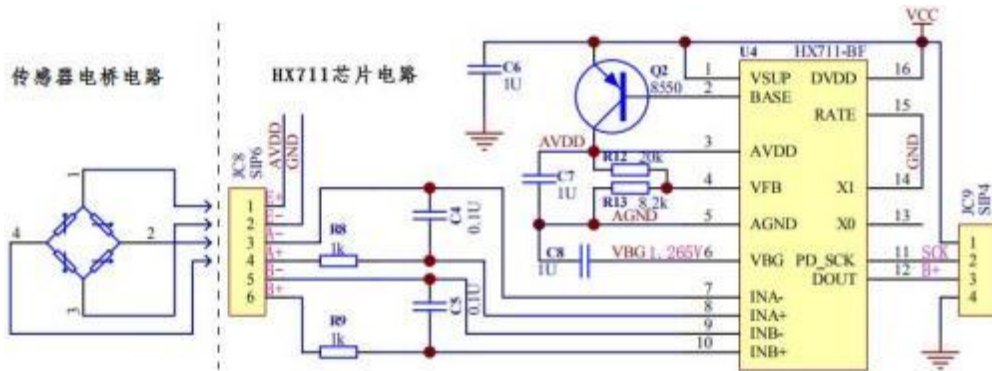 传感器电桥电路
HX711芯片电路
VCC
U4
HX711-BF
C6
1U
Q2
8550
1
VSUP
DVDD
16
2
BASE
RATE
15
AVDD
3
AVDD
R12
20k
GND
C7
1U
4
VFB
X1
14
R13
8.2k
AGND
5
AGND
X0
13
C8
1U
VBG
1.265V
6
VBG
PD_SCK
11
SCK
DOUT
12
B+
7
INA-
8
INA+
9
INB-
10
INB+
JC9
SIP4
1
2
3
4
JC8
SIP6
AVDD
GND
1
E+
2
E-
3
A-
4
A+
5
B-
6
B+
R8
1k
C4
0.1U
R9
1k
C5
0.1U
1
4
2
3